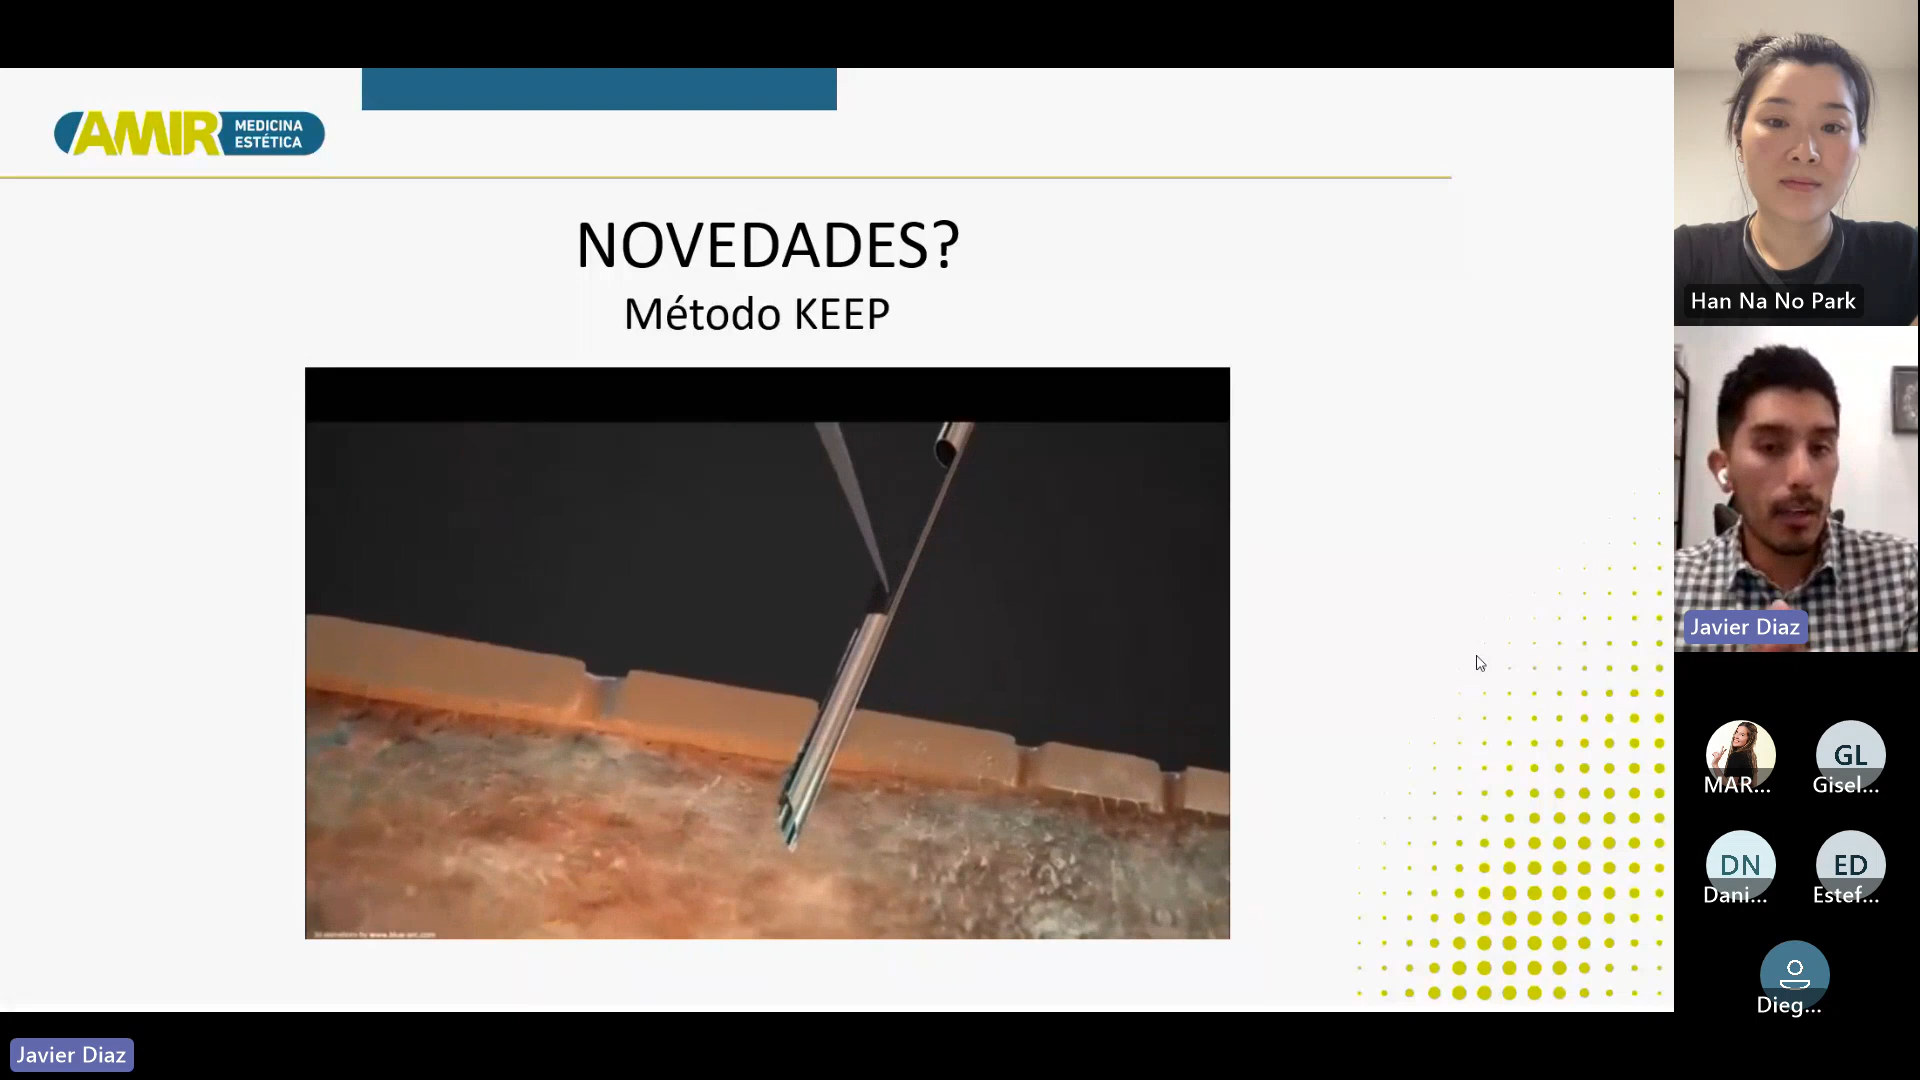 AMIR MEDICINA
ESTÉTICA
NOVEDADES?
Método KEEP
Han Na No Park
Javier Diaz
MAR...
GL
Gisel...
DN
Dani...
ED
Estef...
Dieg...
Javier Diaz